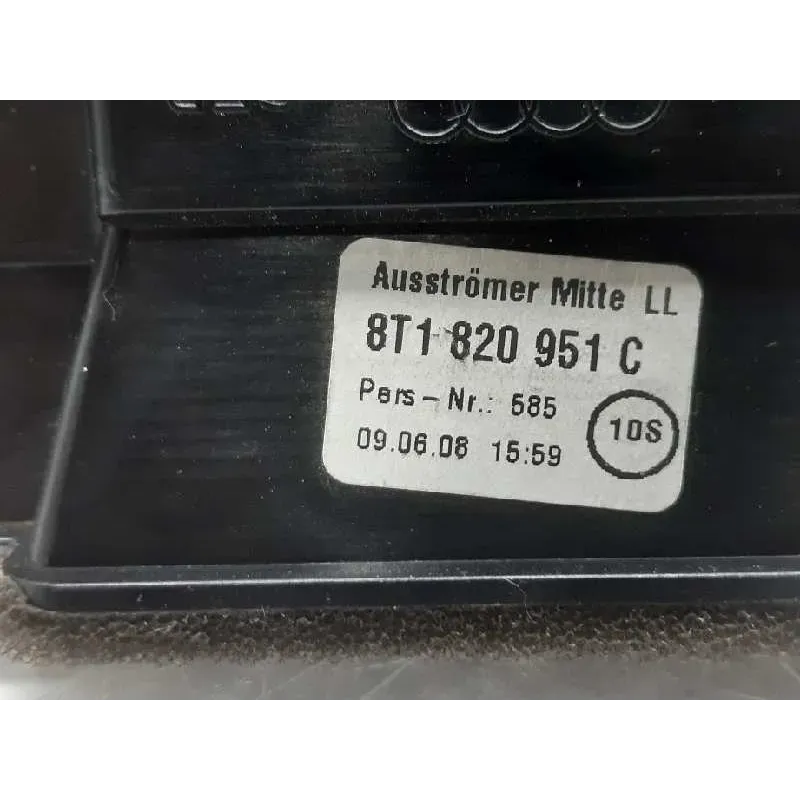 Ausströmer Mitte LL
8T1 820 951 C
Pers-Nr.: 585
10S
09.06.08 15:59